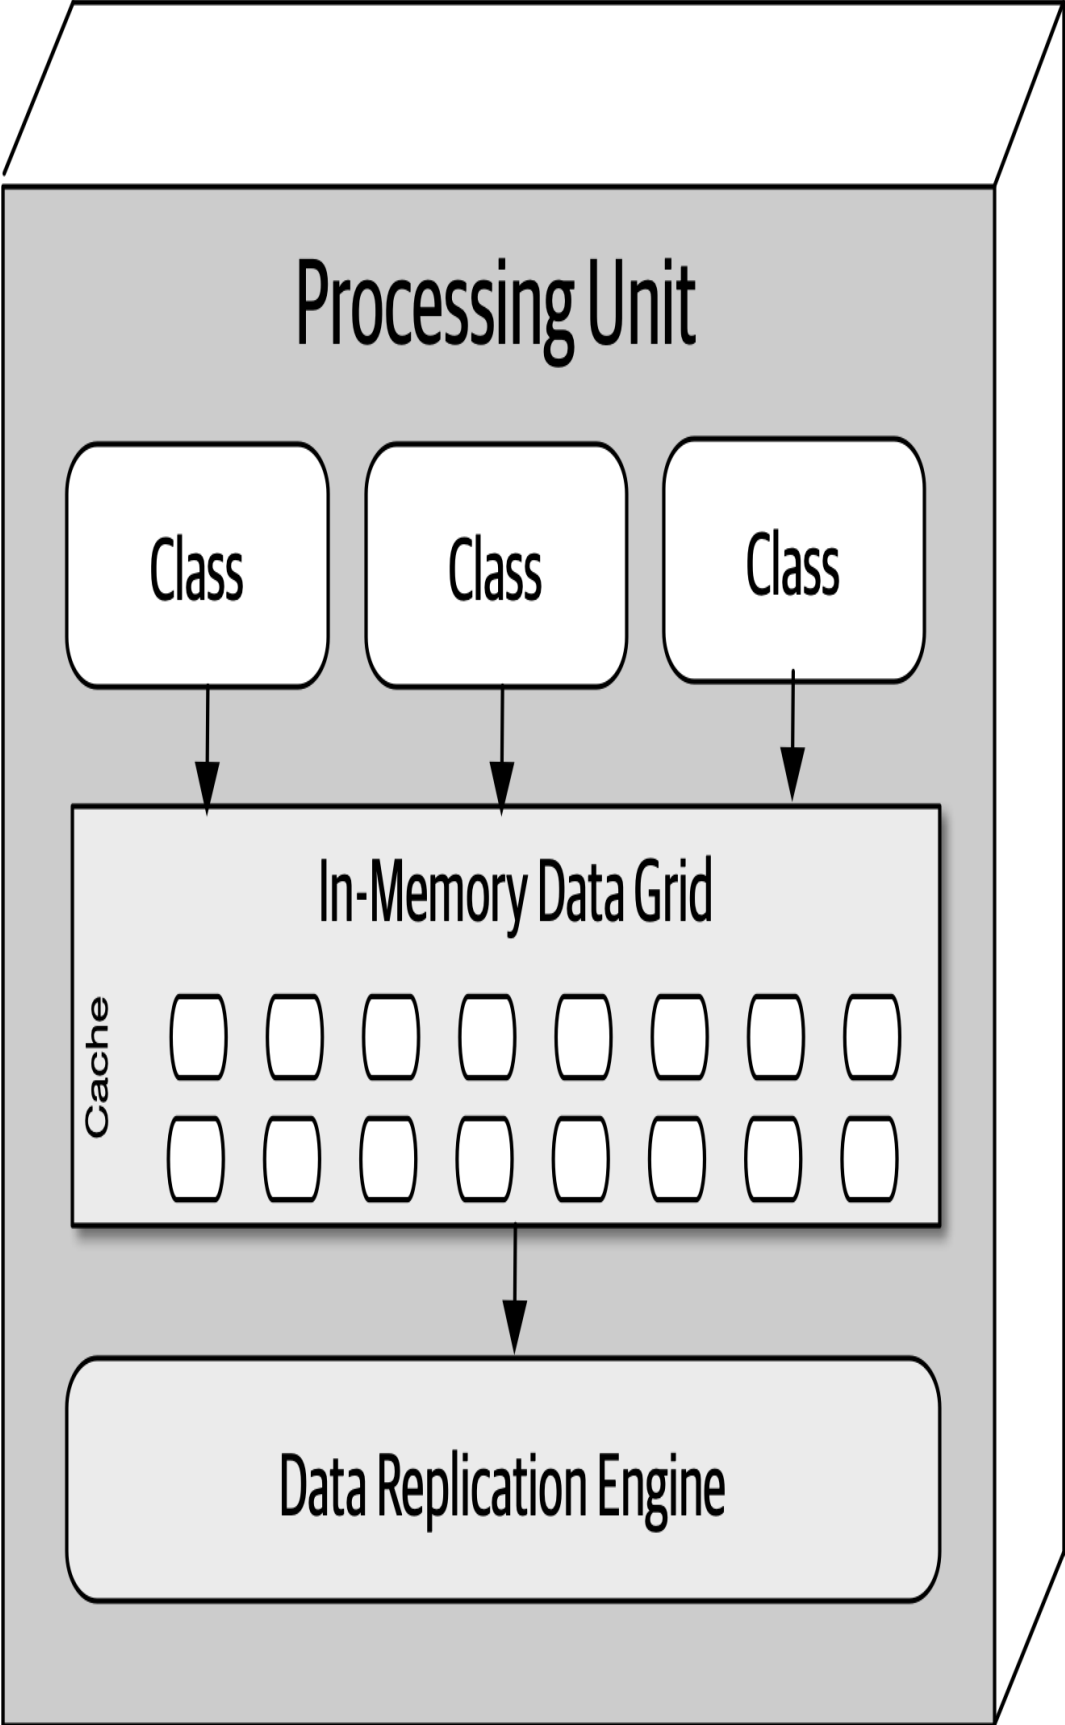 Processing Unit
Class
Class
Class
In-Memory Data Grid
Cache
Data Replication Engine